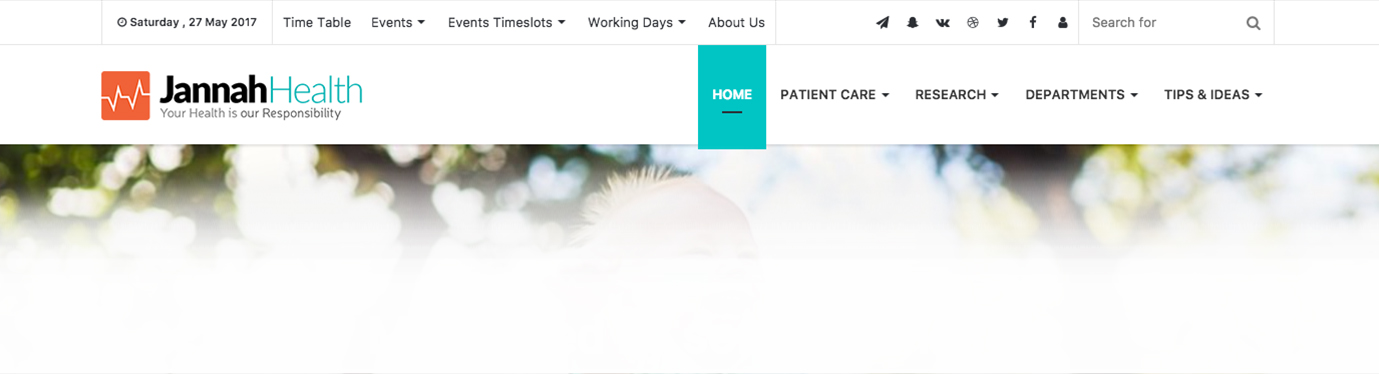 Saturday , 27 May 2017 Time Table Events Events Timeslots Working Days About Us Search for
JannahHealth
Your Health is our Responsibility
HOME PATIENT CARE RESEARCH DEPARTMENTS TIPS & IDEAS